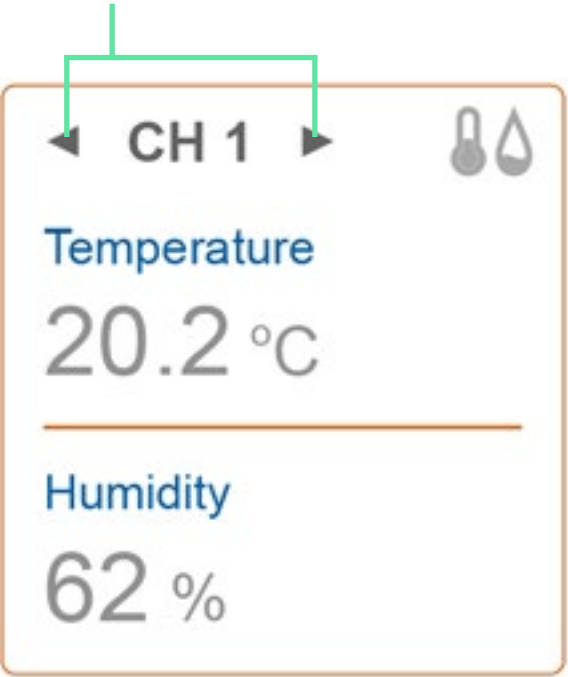 ◀ CH 1 ▶
Temperature
20.2 °C
Humidity
62 %